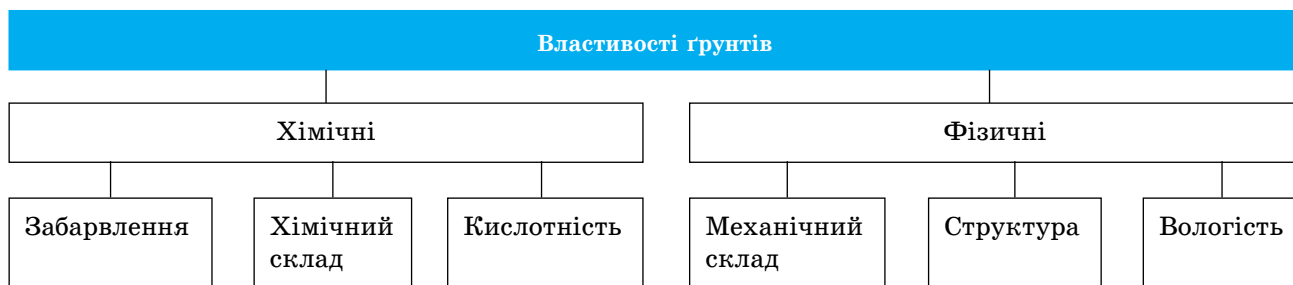 Властивості ґрунтів
Хімічні
Фізичні
Забарвлення
Хімічний
склад
Кислотність
Механічний
склад
Структура
Вологість